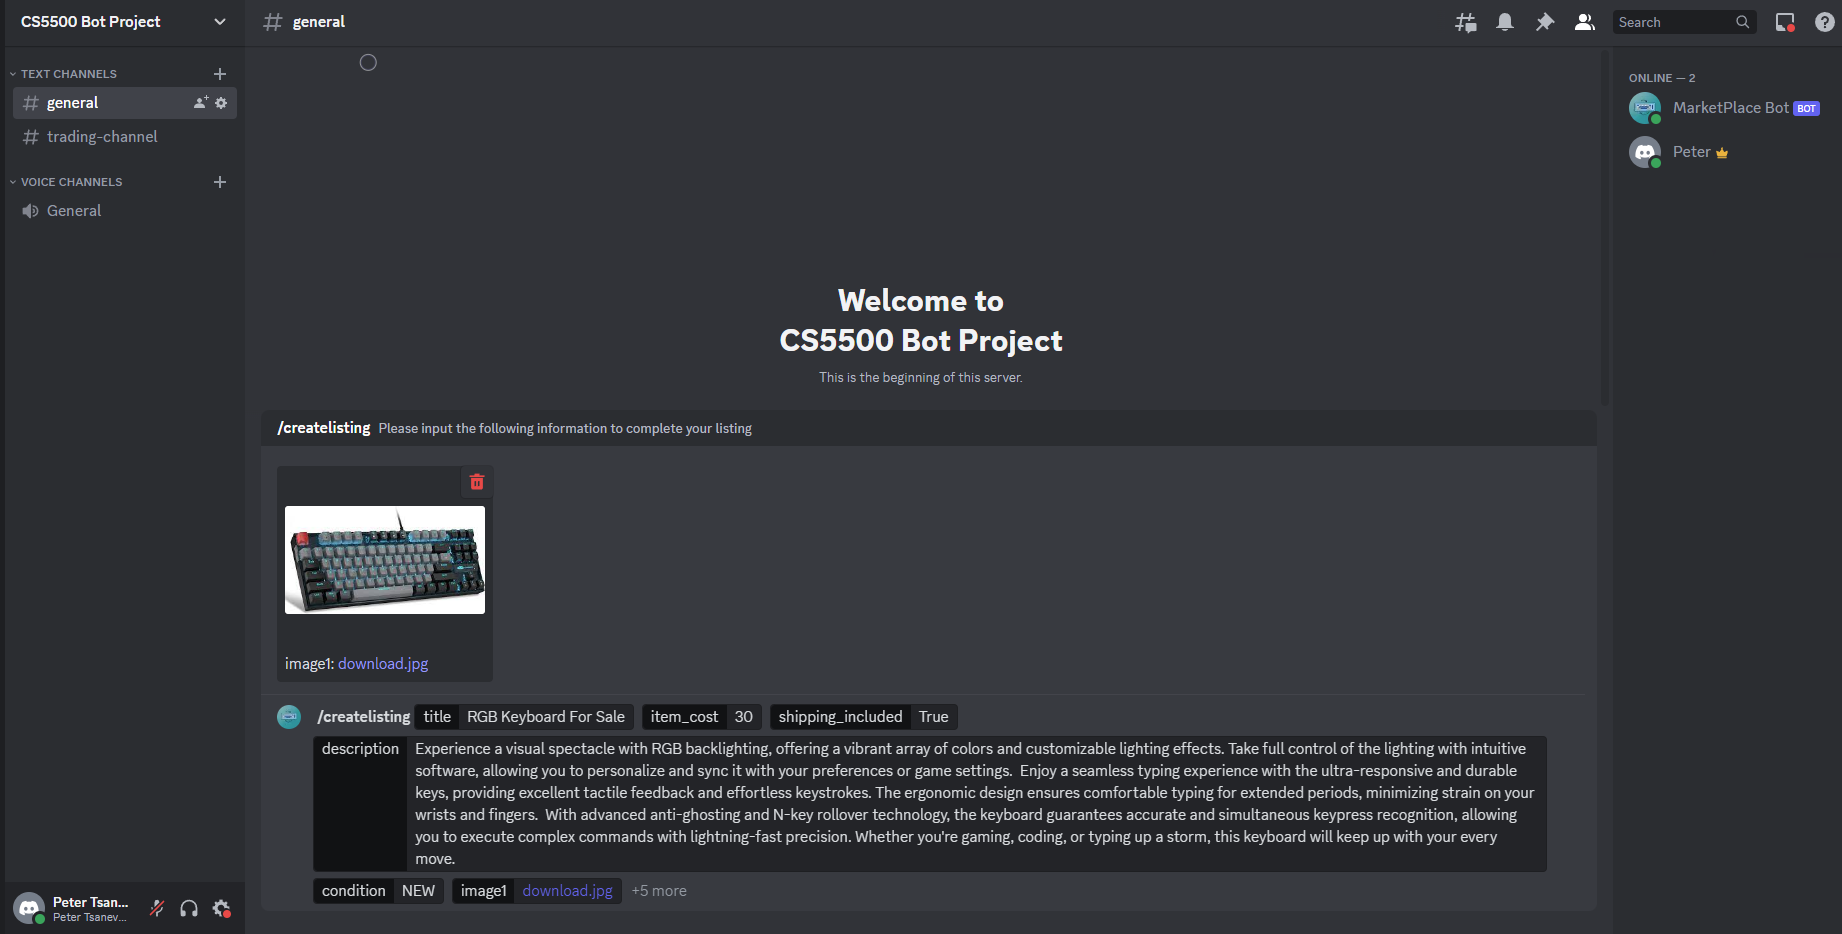 CS5500 Bot Project
general
Search
TEXT CHANNELS
general
trading-channel
VOICE CHANNELS
General
Welcome to
CS5500 Bot Project
This is the beginning of this server.
/createlisting Please input the following information to complete your listing
image1: download.jpg
/createlisting title RGB Keyboard For Sale item_cost 30 shipping_included True
description Experience a visual spectacle with RGB backlighting, offering a vibrant array of colors and customizable lighting effects. Take full control of the lighting with intuitive
software, allowing you to personalize and sync it with your preferences or game settings.  Enjoy a seamless typing experience with the ultra-responsive and durable
keys, providing excellent tactile feedback and effortless keystrokes. The ergonomic design ensures comfortable typing for extended periods, minimizing strain on your
wrists and fingers.  With advanced anti-ghosting and N-key rollover technology, the keyboard guarantees accurate and simultaneous keypress recognition, allowing
you to execute complex commands with lightning-fast precision. Whether you're gaming, coding, or typing up a storm, this keyboard will keep up with your every
move.
condition NEW image1 download.jpg +5 more
Peter Tsan...
Peter Tsanev...
ONLINE — 2
MarketPlace Bot BOT
Peter